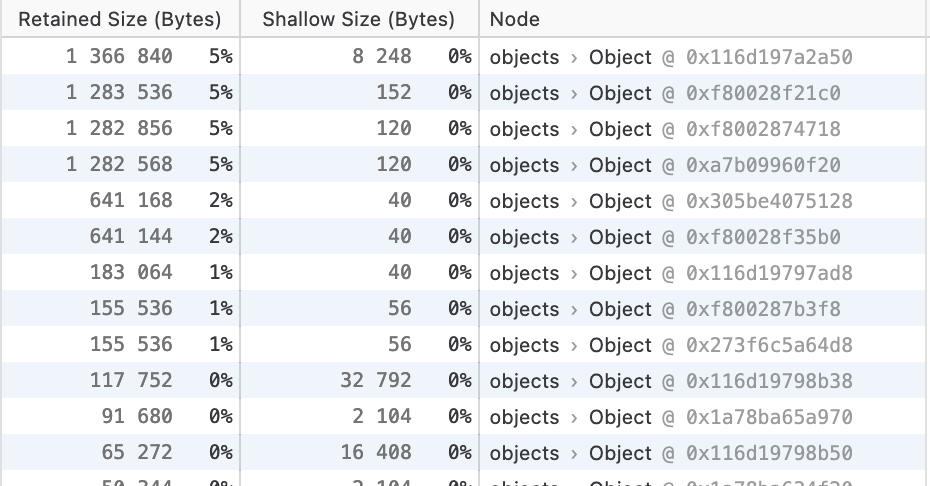 Retained Size (Bytes) Shallow Size (Bytes) Node
1 366 840 5% 8 248 0% objects › Object @ 0x116d197a2a50
1 283 536 5% 152 0% objects › Object @ 0xf80028f21c0
1 282 856 5% 120 0% objects › Object @ 0xf8002874718
1 282 568 5% 120 0% objects › Object @ 0xa7b09960f20
641 168 2% 40 0% objects › Object @ 0x305be4075128
641 144 2% 40 0% objects › Object @ 0xf80028f35b0
183 064 1% 40 0% objects › Object @ 0x116d19797ad8
155 536 1% 56 0% objects › Object @ 0xf800287b3f8
155 536 1% 56 0% objects › Object @ 0x273f6c5a64d8
117 752 0% 32 792 0% objects › Object @ 0x116d19798b38
91 680 0% 2 104 0% objects › Object @ 0x1a78ba65a970
65 272 0% 16 408 0% objects › Object @ 0x116d19798b50